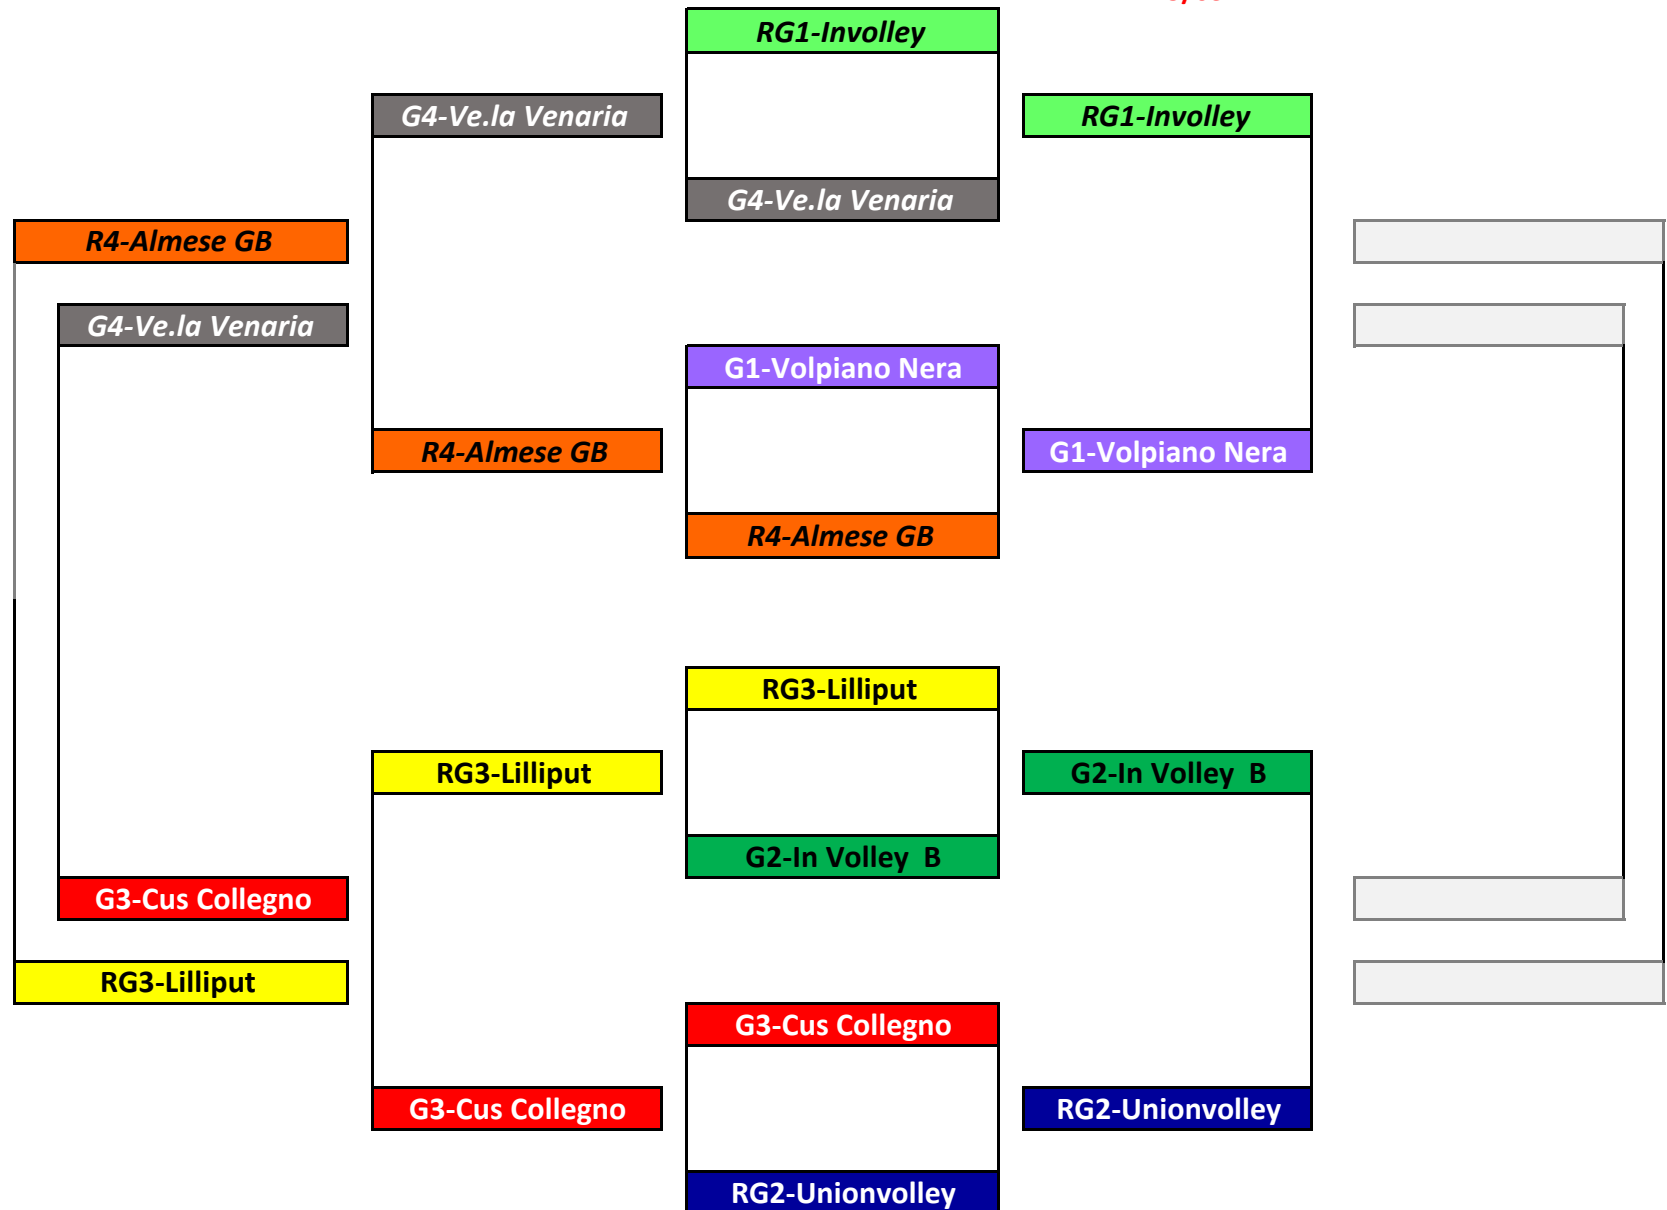 RG1-Involley
G4-Ve.la Venaria
RG1-Involley
G4-Ve.la Venaria
R4-Almese GB
G4-Ve.la Venaria
G1-Volpiano Nera
R4-Almese GB
G1-Volpiano Nera
R4-Almese GB
RG3-Lilliput
RG3-Lilliput
G2-In Volley  B
G2-In Volley  B
G3-Cus Collegno
RG3-Lilliput
G3-Cus Collegno
G3-Cus Collegno
RG2-Unionvolley
RG2-Unionvolley